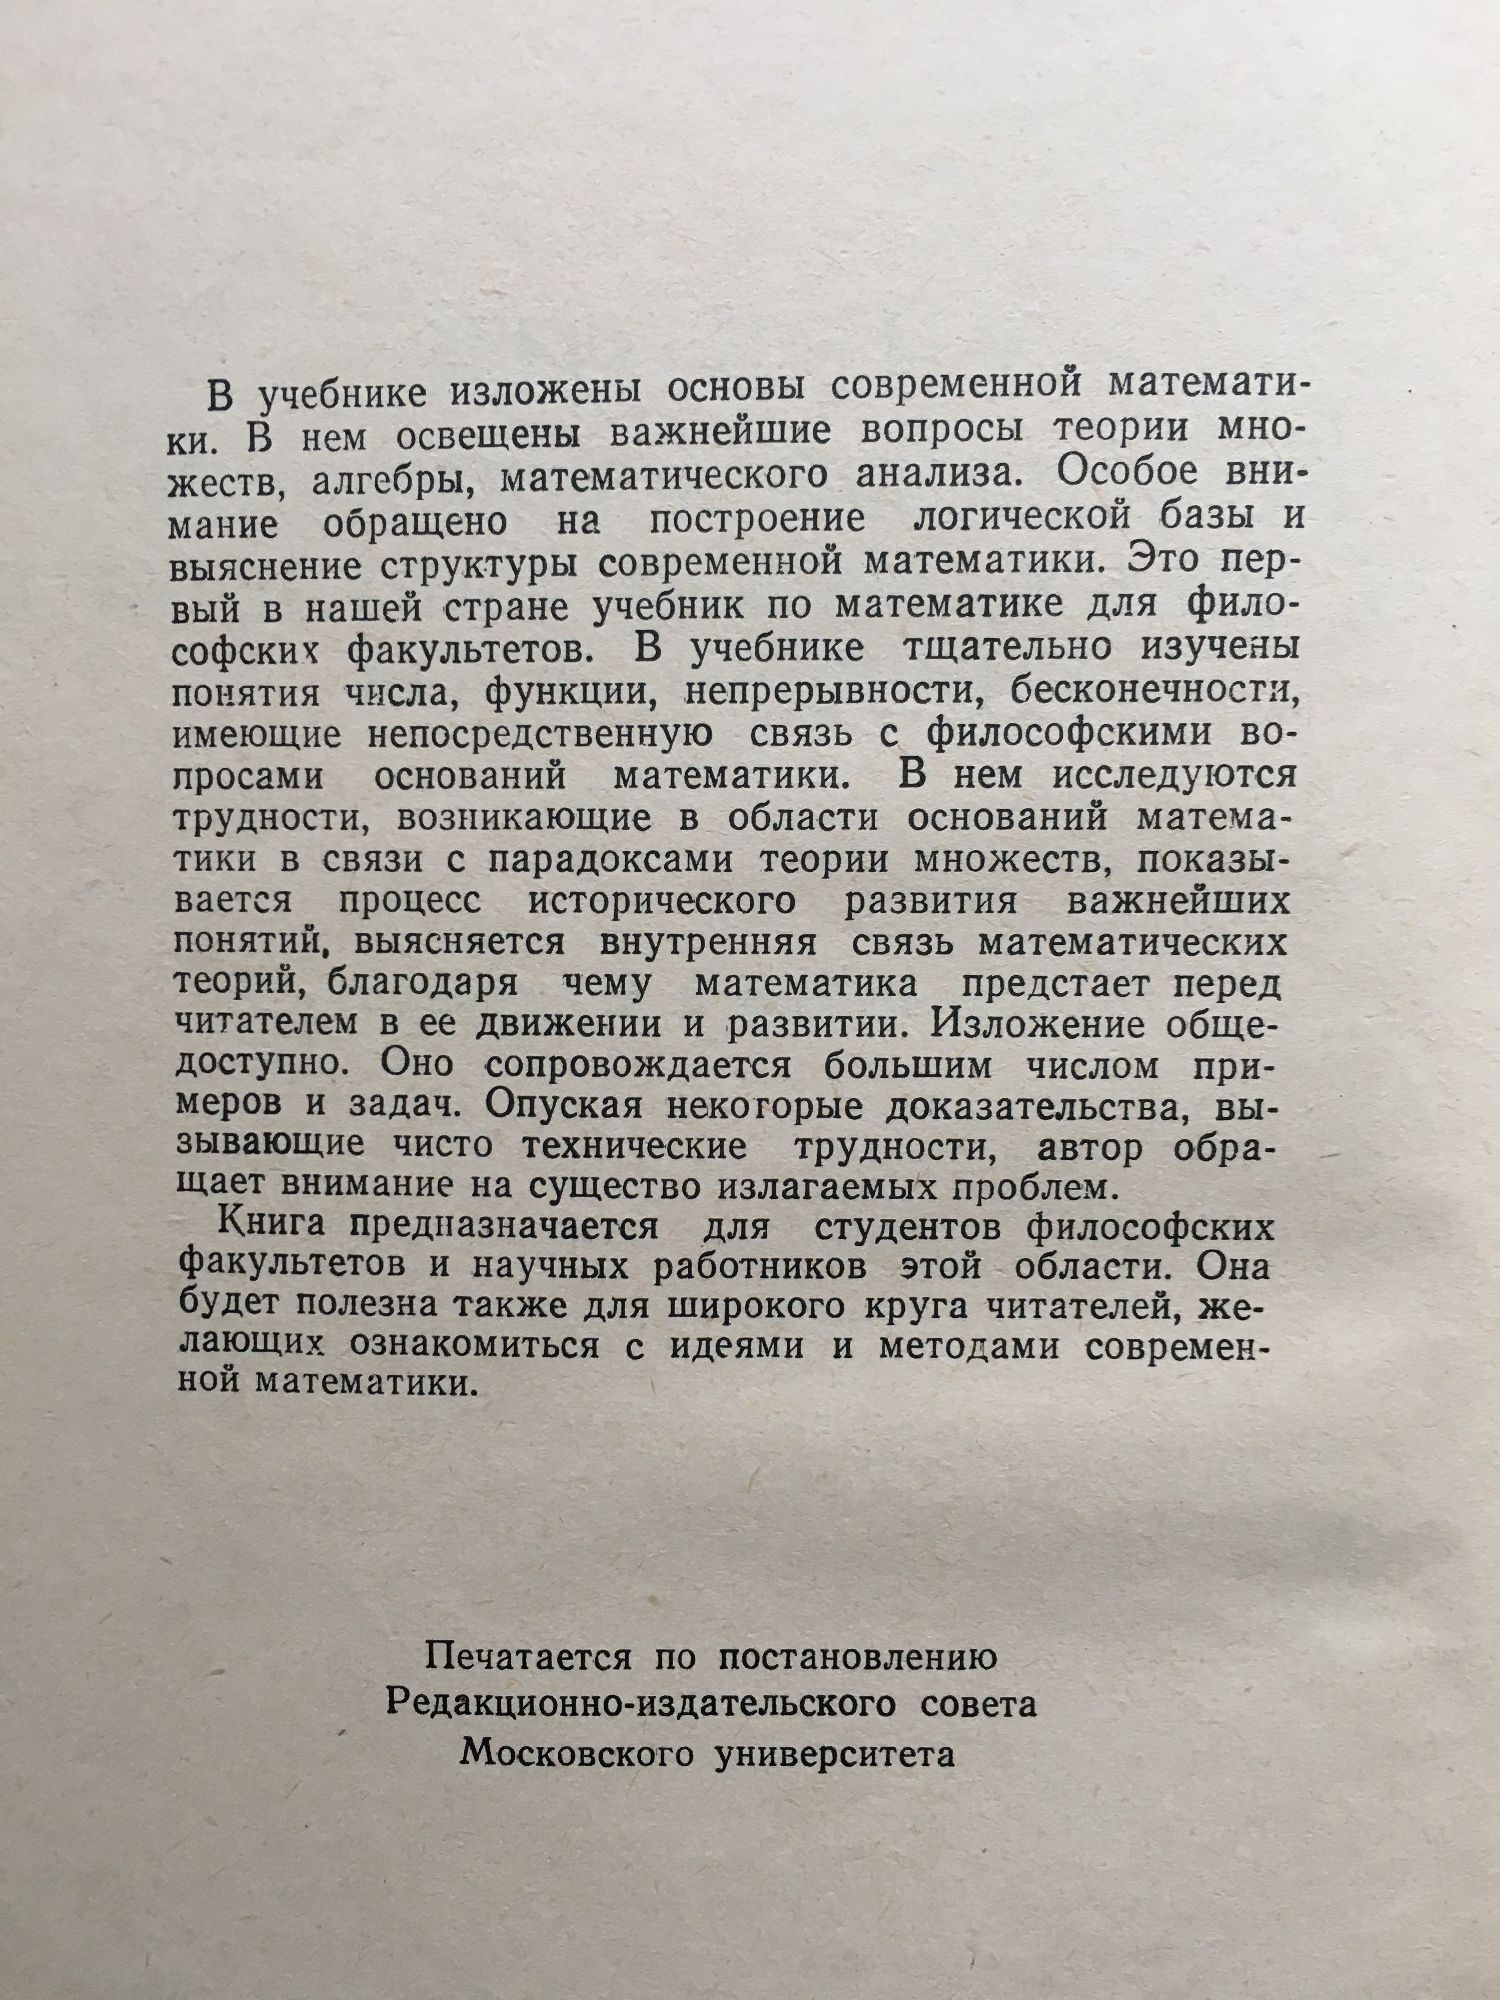 В учебнике изложены основы современной математи-
ки. В нем освещены важнейшие вопросы теории мно-
жеств, алгебры, математического анализа. Особое вни-
мание обращено на построение логической базы и
выяснение структуры современной математики. Это пер-
вый в нашей стране учебник по математике для фило-
софских факультетов. В учебнике тщательно изучены
понятия числа, функции, непрерывности, бесконечности,
имеющие непосредственную связь с философскими во-
просами оснований математики. В нем исследуются
трудности, возникающие в области оснований матема-
тики в связи с парадоксами теории множеств, показы-
вается процесс исторического развития важнейших
понятий, выясняется внутренняя связь математических
теорий, благодаря чему математика предстает перед
читателем в ее движении и развитии. Изложение обще-
доступно. Оно сопровождается большим числом при-
меров и задач. Опуская некоторые доказательства, вы-
зывающие чисто технические трудности, автор обра-
щает внимание на существо излагаемых проблем.
Книга предназначается для студентов философских
факультетов и научных работников этой области. Она
будет полезна также для широкого круга читателей, же-
лающих ознакомиться с идеями и методами современ-
ной математики.
Печатается по постановлению
Редакционно-издательского совета
Московского университета